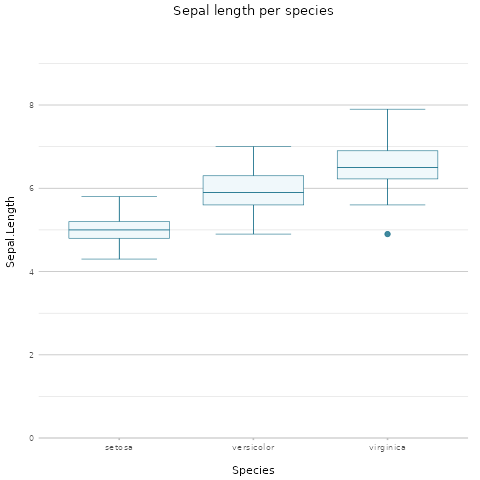 Sepal length per species
8
6
4
2
0
Sepal.Length
setosa
versicolor
virginica
Species